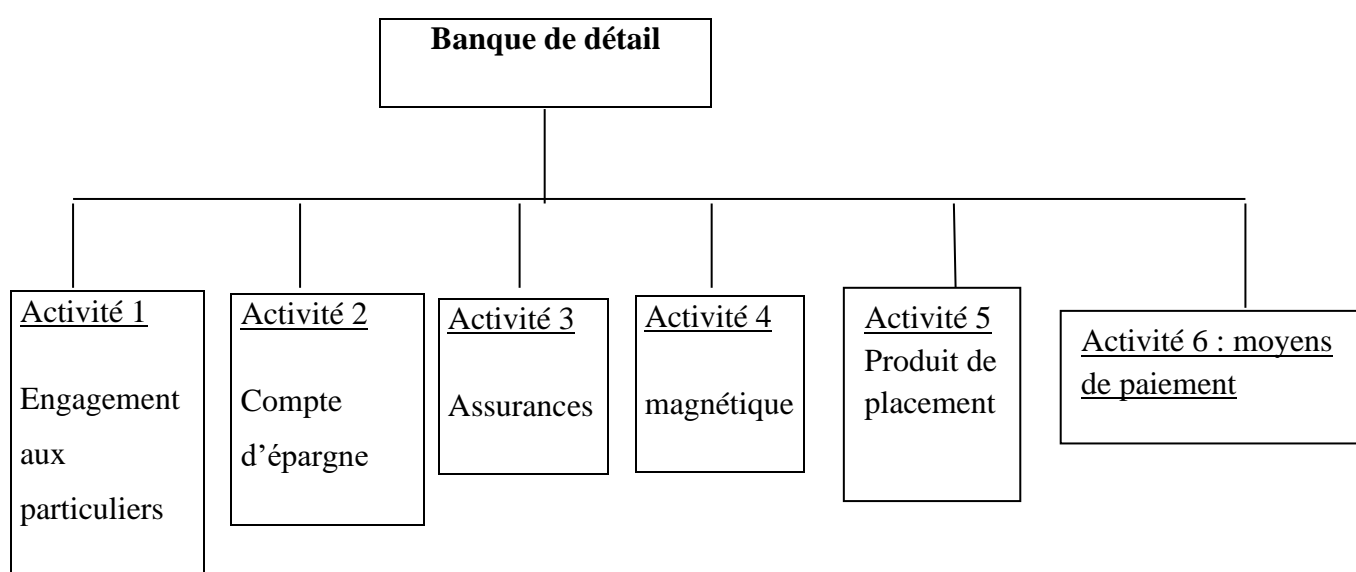 Banque de détail
Activité 1
Engagement
aux
particuliers
Activité 2
Compte
d’épargne
Activité 3
Assurances
Activité 4
magnétique
Activité 5
Produit de
placement
Activité 6 : moyens
de paiement